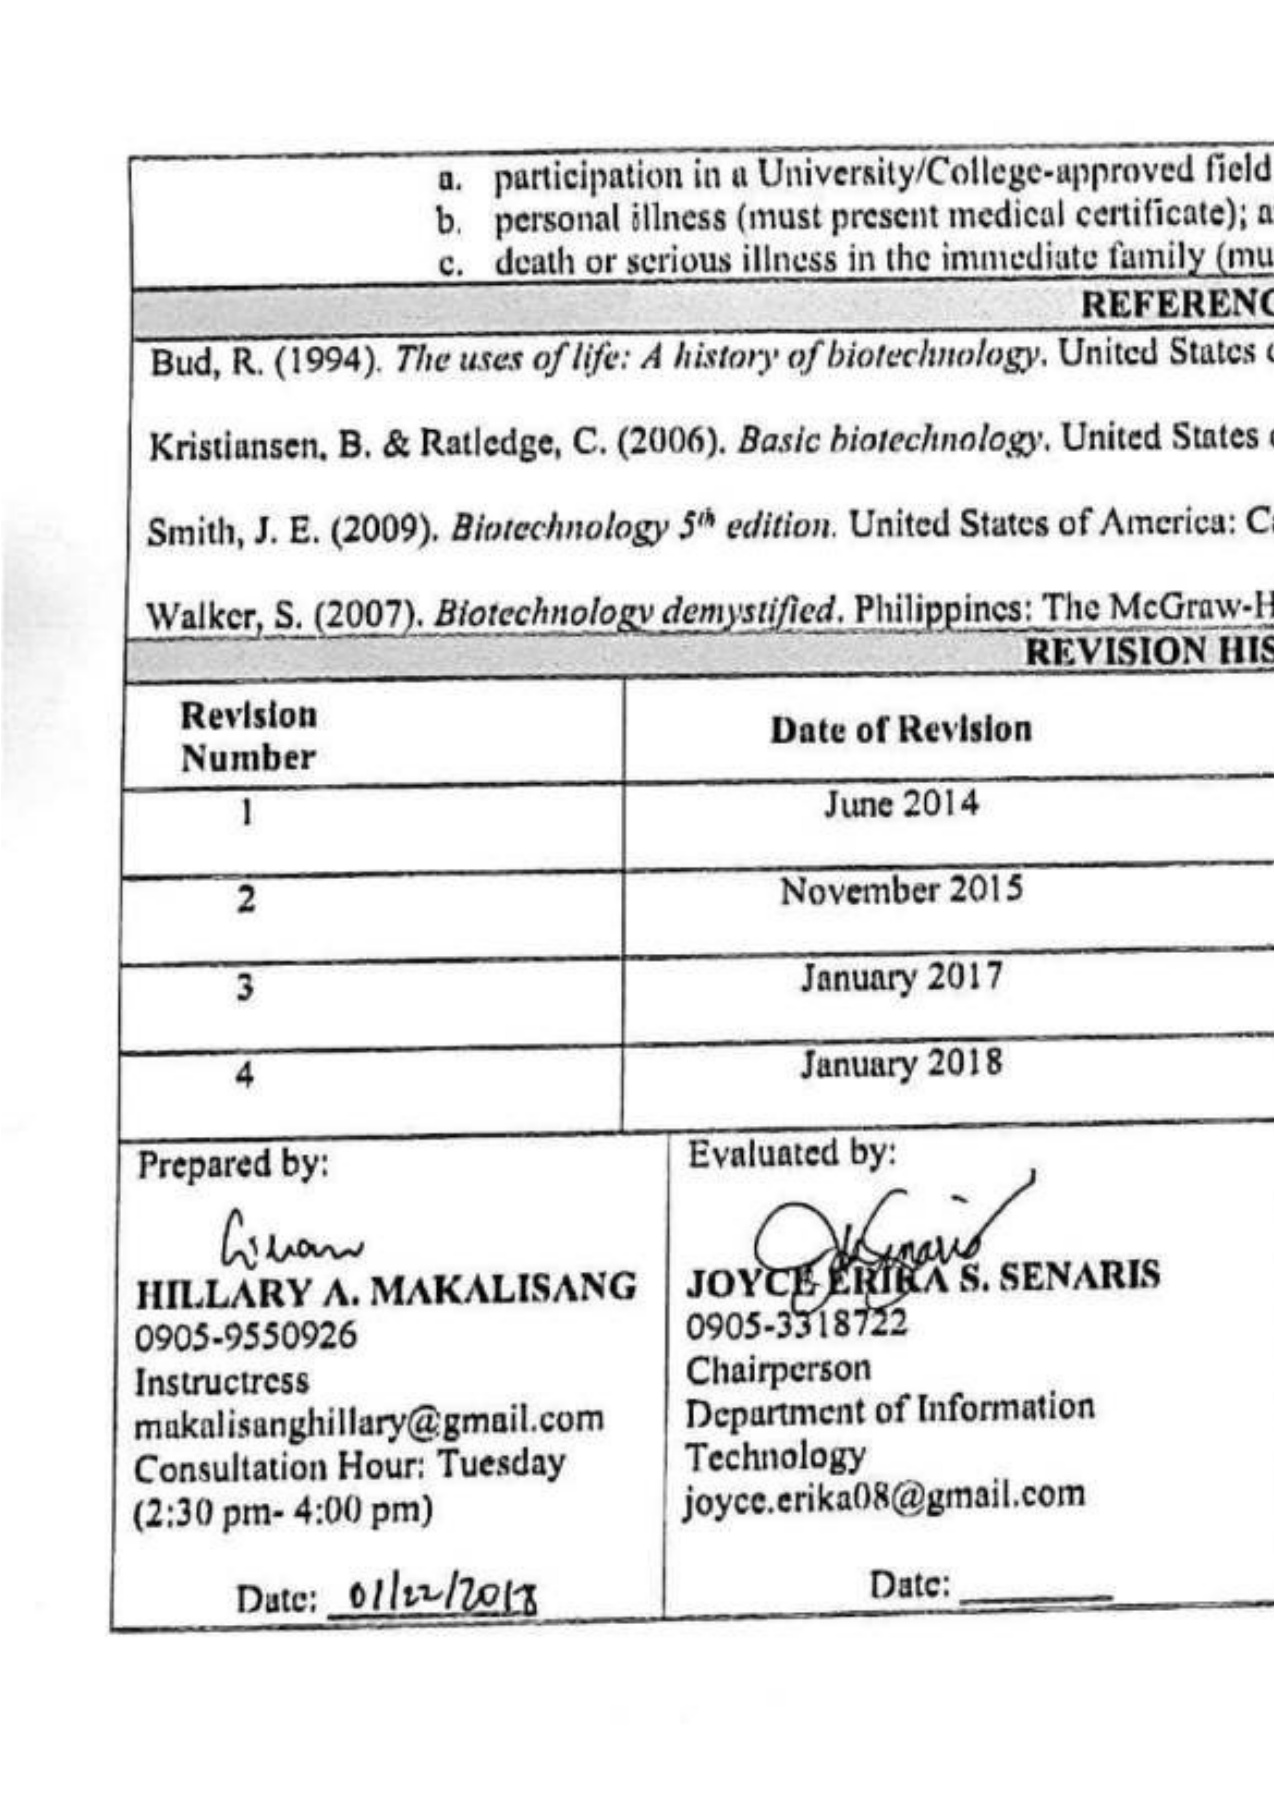 a. participation in a University/College-approved field
b. personal illness (must present medical certificate); a
c. death or serious illness in the immediate family (mu
REFERENC
Bud, R. (1994). The uses of life: A history of biotechnology. United States
Kristiansen, B. & Ratledge, C. (2006). Basic biotechnology. United States
Smith, J. E. (2009). Biotechnology 5th edition. United States of America: C
Walker, S. (2007). Biotechnology demystified. Philippines: The McGraw-H
REVISION HIS
Revision
Number
Date of Revision
1
June 2014
2
November 2015
3
January 2017
4
January 2018
Prepared by:
HILLARY A. MAKALISANG
0905-9550926
Instructress
makalisanghillary@gmail.com
Consultation Hour: Tuesday
(2:30 pm- 4:00 pm)
Date: 01/22/2018
Evaluated by:
JOYCE ERIKA S. SENARIS
0905-3318722
Chairperson
Department of Information
Technology
joyce.erika08@gmail.com
Date: